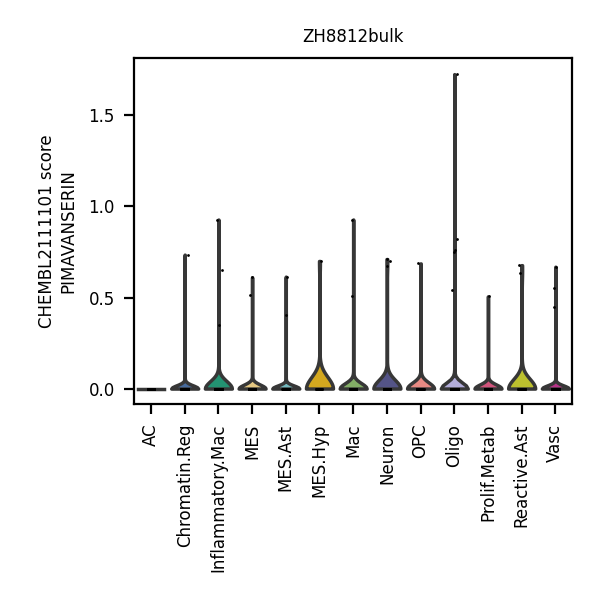 ZH8812bulk
CHEMBL2111101 score
PIMAVANSERIN
1.5
1.0
0.5
0.0
AC
Chromatin.Reg
Inflammatory.Mac
MES
MES.Ast
MES.Hyp
Mac
Neuron
OPC
Oligo
Prolif.Metab
Reactive.Ast
Vasc